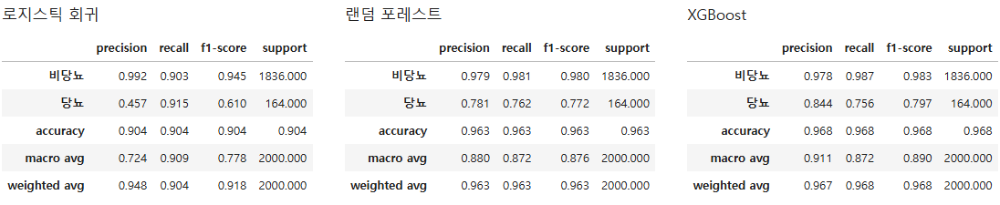 로지스틱 회귀
precision recall f1-score support
비당뇨 0.992 0.903 0.945 1836.000
당뇨 0.457 0.915 0.610 164.000
accuracy 0.904 0.904 0.904 0.904
macro avg 0.724 0.909 0.778 2000.000
weighted avg 0.948 0.904 0.918 2000.000
랜덤 포레스트
precision recall f1-score support
비당뇨 0.979 0.981 0.980 1836.000
당뇨 0.781 0.762 0.772 164.000
accuracy 0.963 0.963 0.963 0.963
macro avg 0.880 0.872 0.876 2000.000
weighted avg 0.963 0.963 0.963 2000.000
XGBoost
precision recall f1-score support
비당뇨 0.978 0.987 0.983 1836.000
당뇨 0.844 0.756 0.797 164.000
accuracy 0.968 0.968 0.968 0.968
macro avg 0.911 0.872 0.890 2000.000
weighted avg 0.967 0.968 0.968 2000.000